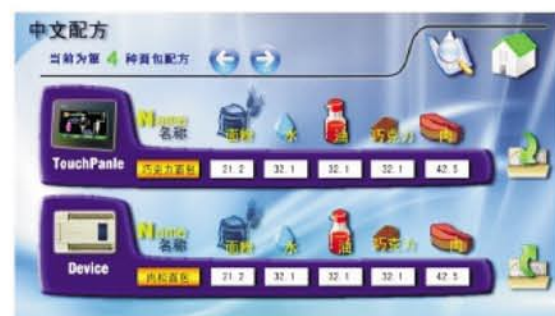 中文配方
当前为第 4 种面包配方
Name
名称 面粉 水 油 巧克力 肉
TouchPanle 巧克力面包 21.2 32.1 32.1 32.1 42.5
Name
名称 面粉 水 油 巧克力 肉
Device 肉松面包 21.2 32.1 32.1 32.1 42.5